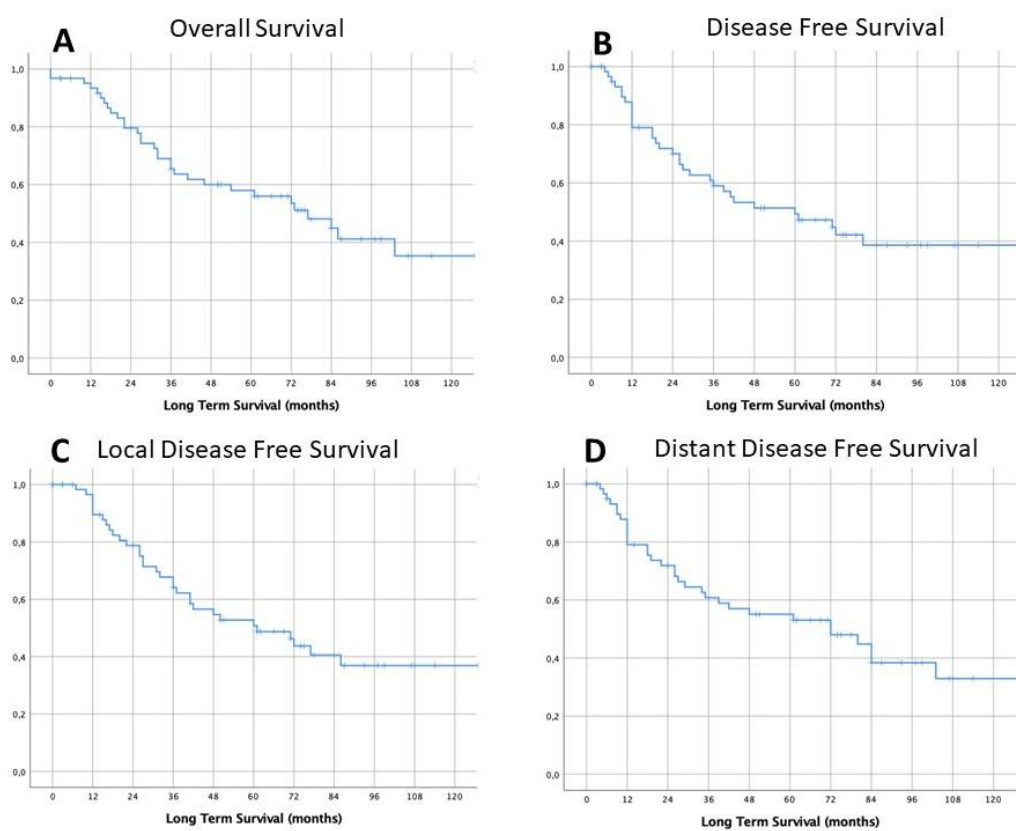 A Overall Survival
1,0
0,8
0,6
0,4
0,2
0,0
0 12 24 36 48 60 72 84 96 108 120
Long Term Survival (months)
B Disease Free Survival
1,0
0,8
0,6
0,4
0,2
0,0
0 12 24 36 48 60 72 84 96 108 120
Long Term Survival (months)
C Local Disease Free Survival
1,0
0,8
0,6
0,4
0,2
0,0
0 12 24 36 48 60 72 84 96 108 120
Long Term Survival (months)
D Distant Disease Free Survival
1,0
0,8
0,6
0,4
0,2
0,0
0 12 24 36 48 60 72 84 96 108 120
Long Term Survival (months)